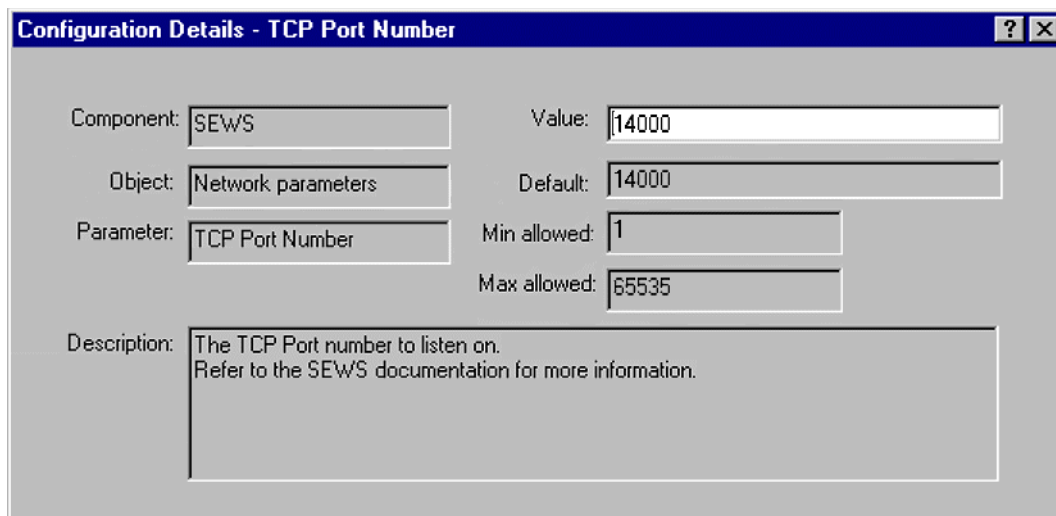 Configuration Details - TCP Port Number
Component: SEWS
Value: 14000
Object: Network parameters
Default: 14000
Parameter: TCP Port Number
Min allowed: 1
Max allowed: 65535
Description: The TCP Port number to listen on.
Refer to the SEWS documentation for more information.